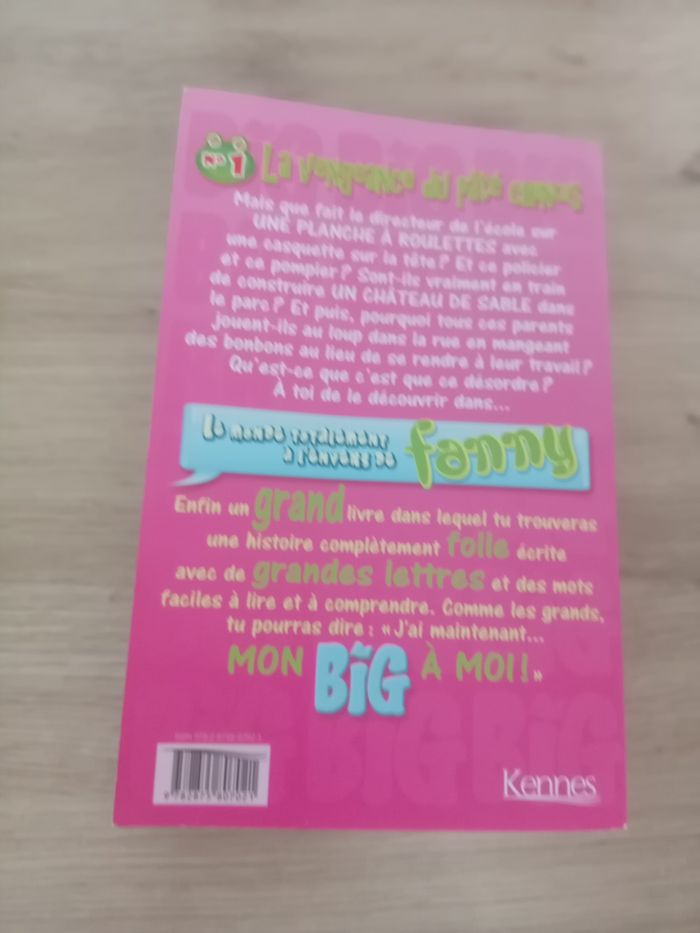 N° 1 La vengeance du pâté
Mais que fait le directeur de l'école sur
UNE PLANCHE À ROULETTES avec
une casquette sur la tête ? Et ce policier
et ce pompier ? Sont-ils vraiment en train
de construire UN CHÂTEAU DE SABLE dans
le parc ? Et puis, pourquoi tous ces parents
jouent-ils au loup dans la rue en mangeant
des bonbons au lieu de se rendre à leur travail ?
Qu'est-ce que c'est que ce désordre ?
À toi de le découvrir dans...
Le monde totalement
à l'envers de
fanny
Enfin un grand livre dans lequel tu trouveras
une histoire complètement folle écrite
avec de grandes lettres et des mots
faciles à lire et à comprendre. Comme les grands,
tu pourras dire : « J'ai maintenant...
MON BIG À MOI ! »
ISBN
Kennes